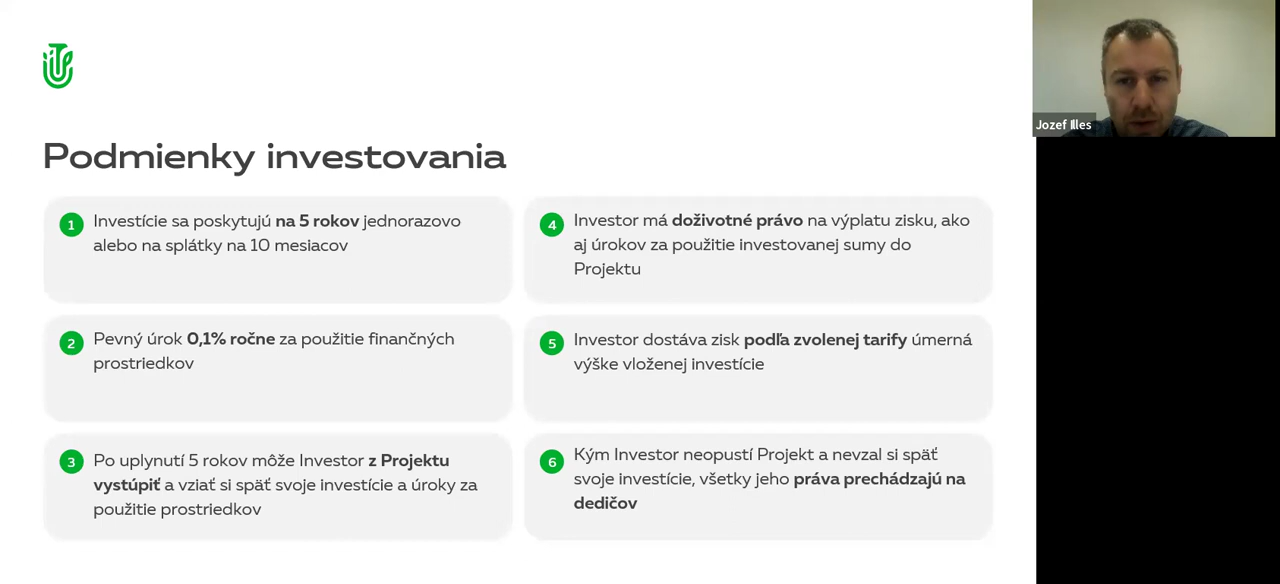 Podmienky investovania
1
Investície sa poskytujú na 5 rokov jednorazovo
alebo na splátky na 10 mesiacov
2
Pevný úrok 0,1% ročne za použitie finančných
prostriedkov
3
Po uplynutí 5 rokov môže Investor z Projektu
vystúpiť a vziať si späť svoje investície a úroky za
použitie prostriedkov
4
Investor má doživotné právo na výplatu zisku, ako
aj úrokov za použitie investovanej sumy do
Projektu
5
Investor dostáva zisk podľa zvolenej tarify úmerná
výške vloženej investície
6
Kým Investor neopustí Projekt a nevzal si späť
svoje investície, všetky jeho práva prechádzajú na
dedičov
Jozef Illes